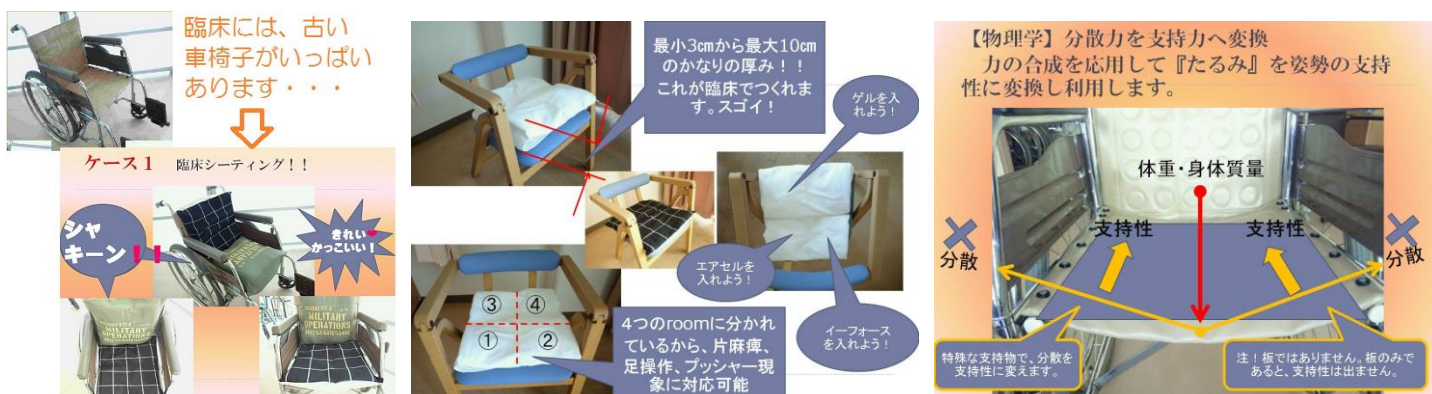 臨床には、古い
車椅子がいっぱい
あります・・・
ケース1 臨床シーティング！！
シャ
キーン！！
きれい
かっこいい！
MILITARY
OPERATIONS
MILITARY
OPERATIONS
最小3cmから最大10cm
のかなりの厚み！！
これが臨床でつくれま
す。スゴイ！
ゲルを入
れよう！
エアセルを
入れよう！
イーフォース
を入れよう！
③ ④
① ②
4つのroomに分かれ
ているから、片麻痺、
足操作、プッシャー現
象に対応可能
【物理学】分散力を支持力へ変換
力の合成を応用して『たるみ』を姿勢の支持
性に変換し利用します。
体重・身体質量
支持性 支持性
分散 分散
特殊な支持物で、分散を
支持性に変えます。
注！板ではありません。板のみで
あると、支持性は出ません。